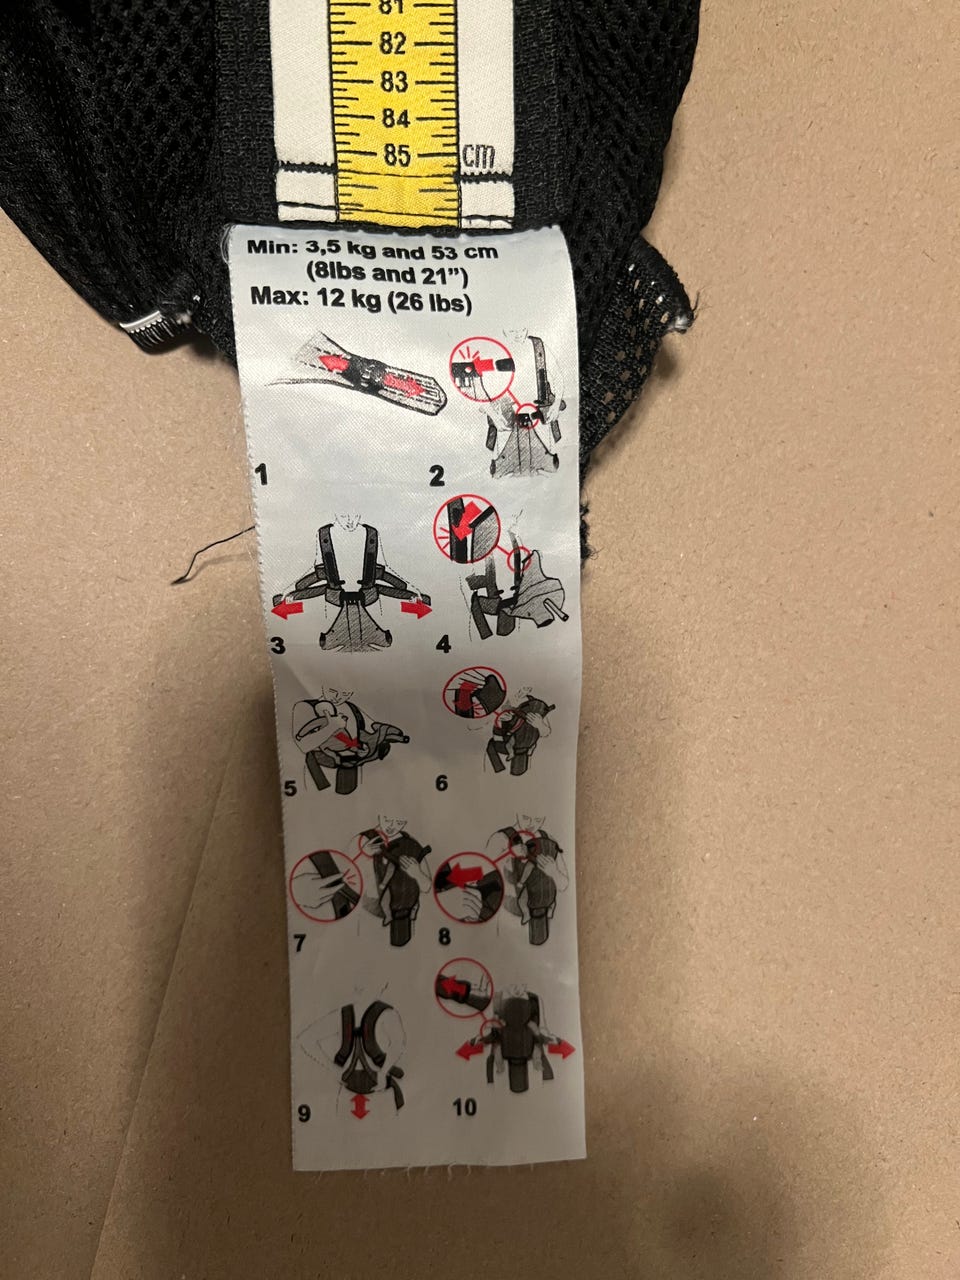 81
82
83
84
85 cm
Min: 3,5 kg and 53 cm
(8lbs and 21”)
Max: 12 kg (26 lbs)
1 2
3 4
5 6
7 8
9 10